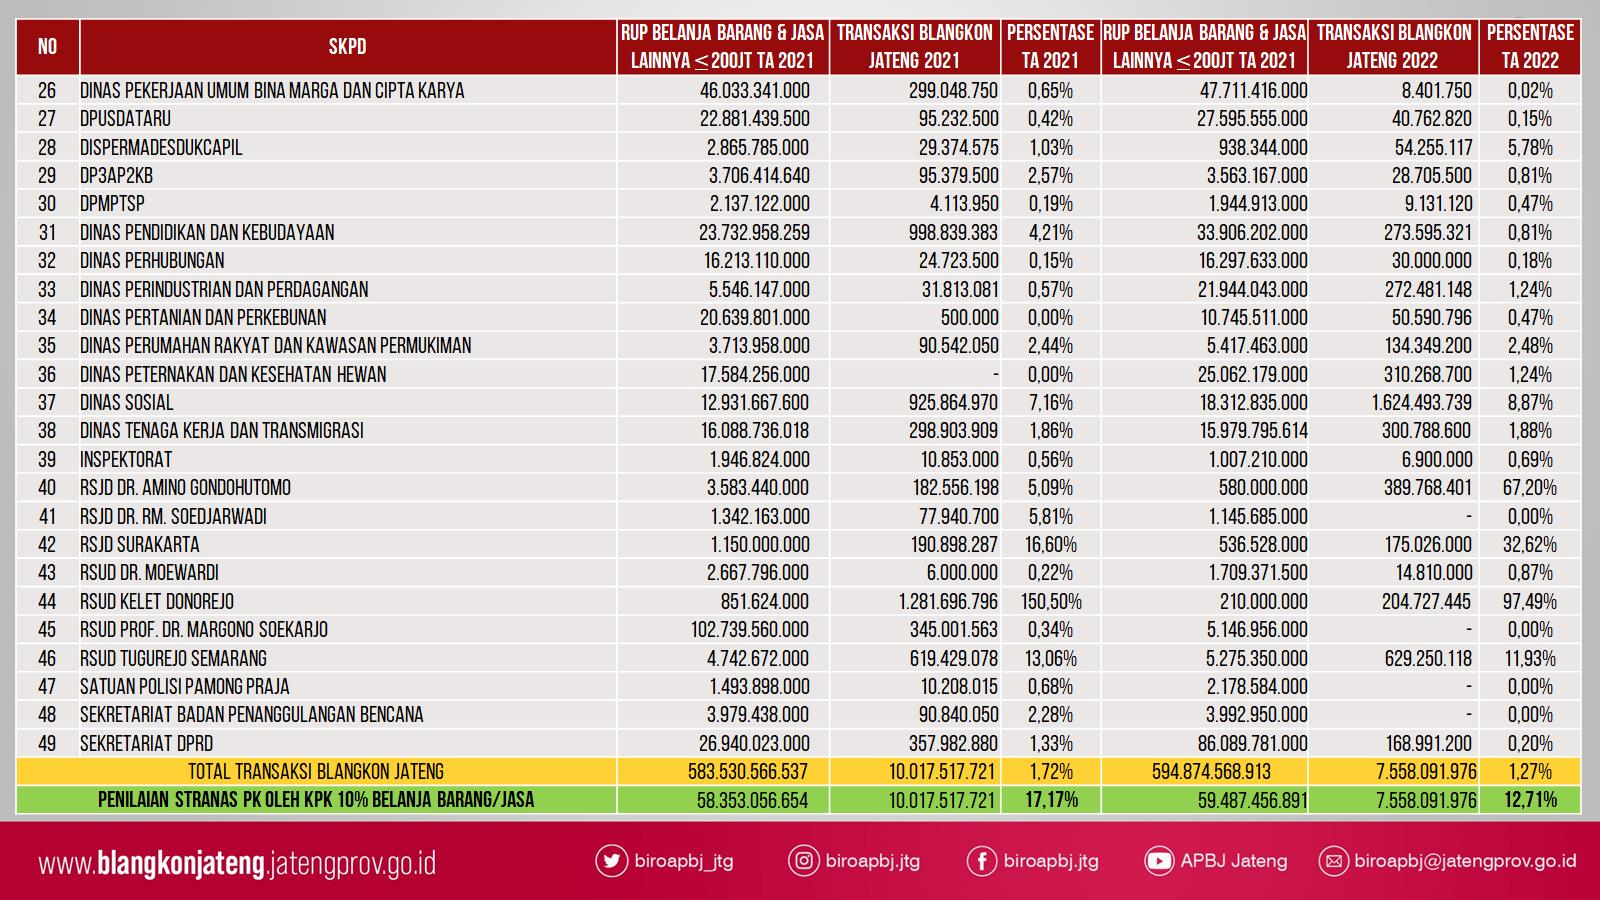 NO SKPD RUP BELANJA BARANG & JASA LAINNYA ≤ 200JT TA 2021 TRANSAKSI BLANGKON JATENG 2021 PERSENTASE TA 2021 RUP BELANJA BARANG & JASA LAINNYA ≤ 200JT TA 2021 TRANSAKSI BLANGKON JATENG 2022 PERSENTASE TA 2022
26 DINAS PEKERJAAN UMUM BINA MARGA DAN CIPTA KARYA 46.033.341.000 299.048.750 0,65% 47.711.416.000 8.401.750 0,02%
27 DPUSDATARU 22.881.439.500 95.232.500 0,42% 27.595.555.000 40.762.820 0,15%
28 DISPERMADESDUKCAPIL 2.865.785.000 29.374.575 1,03% 938.344.000 54.255.117 5,78%
29 DP3AP2KB 3.706.414.640 95.379.500 2,57% 3.563.167.000 28.705.500 0,81%
30 DPMPTSP 2.137.122.000 4.113.950 0,19% 1.944.913.000 9.131.120 0,47%
31 DINAS PENDIDIKAN DAN KEBUDAYAAN 23.732.958.259 998.839.383 4,21% 33.906.202.000 273.595.321 0,81%
32 DINAS PERHUBUNGAN 16.213.110.000 24.723.500 0,15% 16.297.633.000 30.000.000 0,18%
33 DINAS PERINDUSTRIAN DAN PERDAGANGAN 5.546.147.000 31.813.081 0,57% 21.944.043.000 272.481.148 1,24%
34 DINAS PERTANIAN DAN PERKEBUNAN 20.639.801.000 500.000 0,00% 10.745.511.000 50.590.796 0,47%
35 DINAS PERUMAHAN RAKYAT DAN KAWASAN PERMUKIMAN 3.713.958.000 90.542.050 2,44% 5.417.463.000 134.349.200 2,48%
36 DINAS PETERNAKAN DAN KESEHATAN HEWAN 17.584.256.000 - 0,00% 25.062.179.000 310.268.700 1,24%
37 DINAS SOSIAL 12.931.667.600 925.864.970 7,16% 18.312.835.000 1.624.493.739 8,87%
38 DINAS TENAGA KERJA DAN TRANSMIGRASI 16.088.736.018 298.903.909 1,86% 15.979.795.614 300.788.600 1,88%
39 INSPEKTORAT 1.946.824.000 10.853.000 0,56% 1.007.210.000 6.900.000 0,69%
40 RSJD DR. AMINO GONDOHUTOMO 3.583.440.000 182.556.198 5,09% 580.000.000 389.768.401 67,20%
41 RSJD DR. RM. SOEDJARWADI 1.342.163.000 77.940.700 5,81% 1.145.685.000 - 0,00%
42 RSJD SURAKARTA 1.150.000.000 190.898.287 16,60% 536.528.000 175.026.000 32,62%
43 RSUD DR. MOEWARDI 2.667.796.000 6.000.000 0,22% 1.709.371.500 14.810.000 0,87%
44 RSUD KELET DONOREJO 851.624.000 1.281.696.796 150,50% 210.000.000 204.727.445 97,49%
45 RSUD PROF. DR. MARGONO SOEKARJO 102.739.560.000 345.001.563 0,34% 5.146.956.000 - 0,00%
46 RSUD TUGUREJO SEMARANG 4.742.672.000 619.429.078 13,06% 5.275.350.000 629.250.118 11,93%
47 SATUAN POLISI PAMONG PRAJA 1.493.898.000 10.208.015 0,68% 2.178.584.000 - 0,00%
48 SEKRETARIAT BADAN PENANGGULANGAN BENCANA 3.979.438.000 90.840.050 2,28% 3.992.950.000 - 0,00%
49 SEKRETARIAT DPRD 26.940.023.000 357.982.880 1,33% 86.089.781.000 168.991.200 0,20%
TOTAL TRANSAKSI BLANGKON JATENG 583.530.566.537 10.017.517.721 1,72% 594.874.568.913 7.558.091.976 1,27%
PENILAIAN STRANAS PK OLEH KPK 10% BELANJA BARANG/JASA 58.353.056.654 10.017.517.721 17,17% 59.487.456.891 7.558.091.976 12,71%
www.blangkonjateng.jatengprov.go.id biroapbj_jtg biroapbj.jtg biroapbj.jtg APBJ Jateng biroapbj@jatengprov.go.id